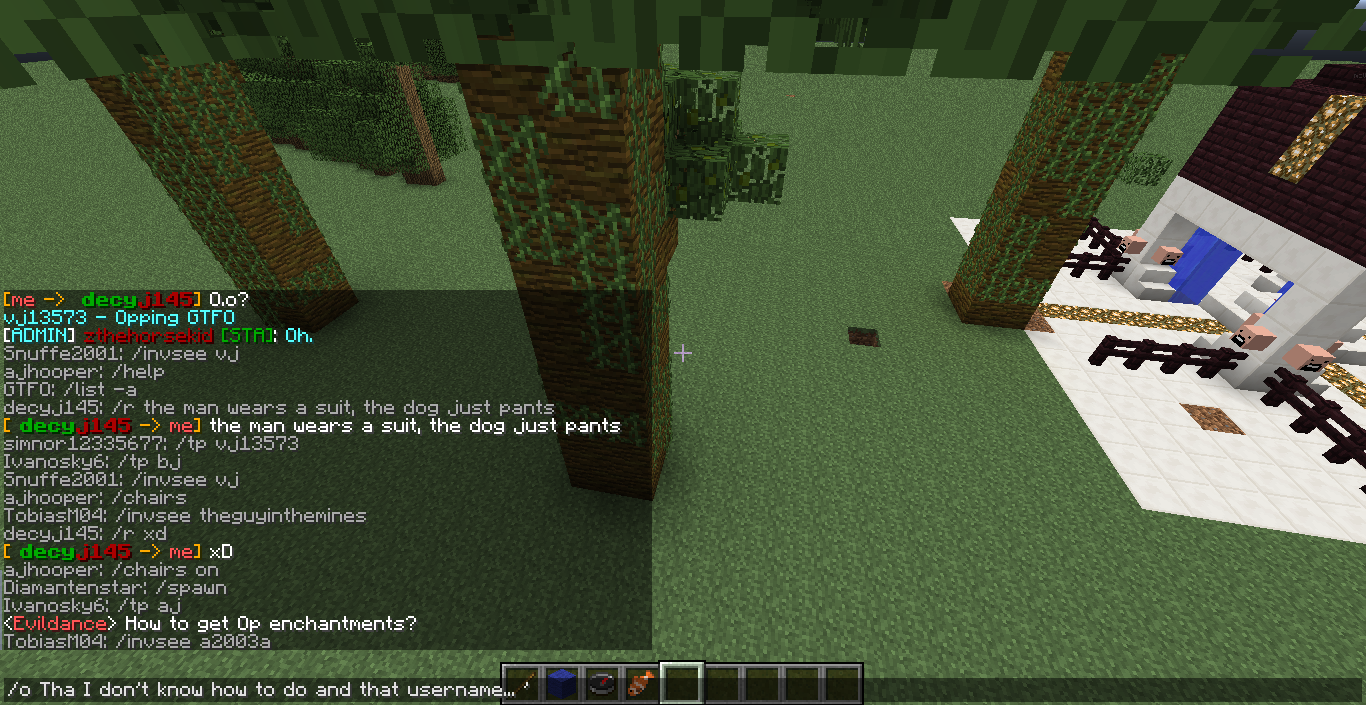 [me -> decyj145] O.o?
vj13573 - Opping GTFO
[ADMIN] zthehorsekid [STA]: Oh.
Snuffe2001: /invsee vj
ajhooper: /help
GTFO: /list -a
decyj145: /r the man wears a suit, the dog just pants
[ decyj145 -> me] the man wears a suit, the dog just pants
simnor12335677: /tp vj13573
Ivanosky6: /tp bj
Snuffe2001: /invsee vj
ajhooper: /chairs
TobiasM04: /invsee theguyinthemines
decyj145: /r xd
[ decyj145 -> me] xD
ajhooper: /chairs on
Diamantenstar: /spawn
Ivanosky6: /tp aj
<Evildance> How to get Op enchantments?
TobiasM04: /invsee a2003a
/o Tha I don't know how to do and that username... '